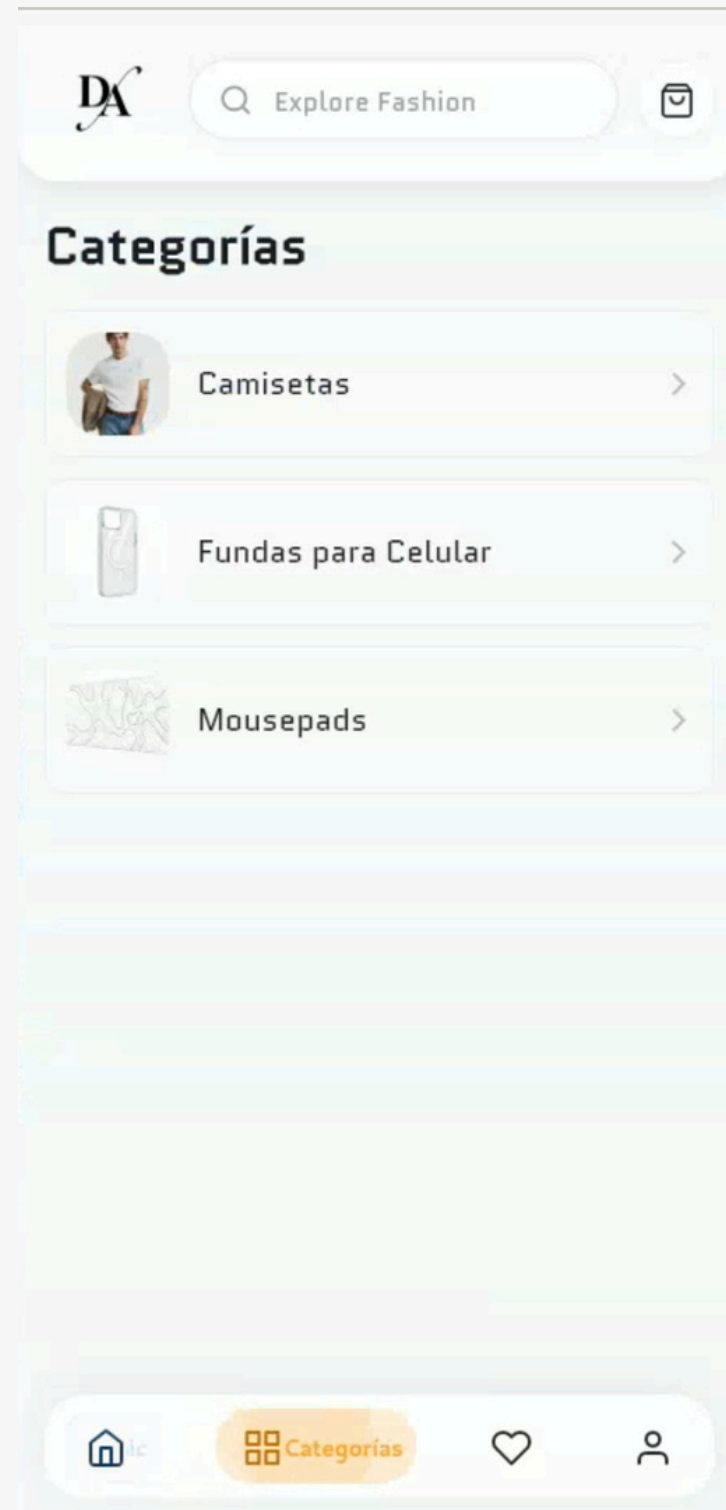 DA
Explore Fashion
Categorías
Camisetas
Fundas para Celular
Mousepads
Categorías